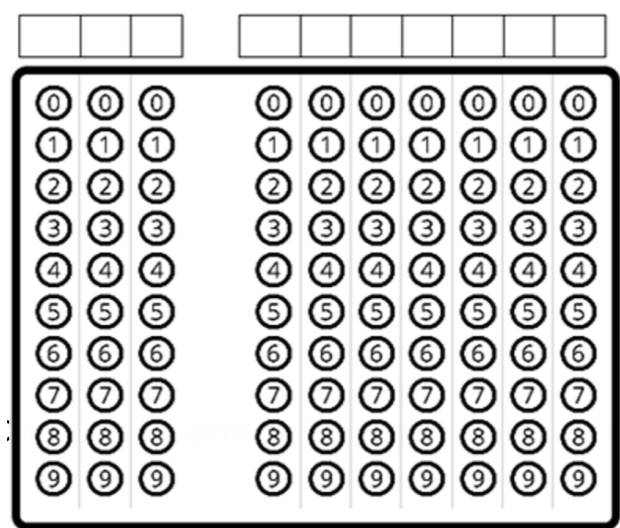 0 0 0 0 0 0 0 0 0 0
1 1 1 1 1 1 1 1 1 1
2 2 2 2 2 2 2 2 2 2
3 3 3 3 3 3 3 3 3 3
4 4 4 4 4 4 4 4 4 4
5 5 5 5 5 5 5 5 5 5
6 6 6 6 6 6 6 6 6 6
7 7 7 7 7 7 7 7 7 7
8 8 8 8 8 8 8 8 8 8
9 9 9 9 9 9 9 9 9 9